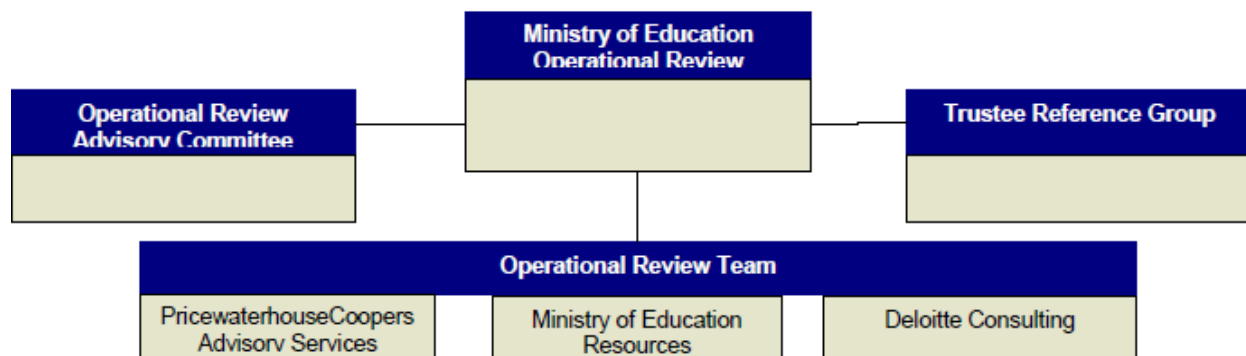 Ministry of Education
Operational Review
Operational Review
Advisory Committee
Trustee Reference Group
Operational Review Team
PricewaterhouseCoopers
Advisory Services
Ministry of Education
Resources
Deloitte Consulting